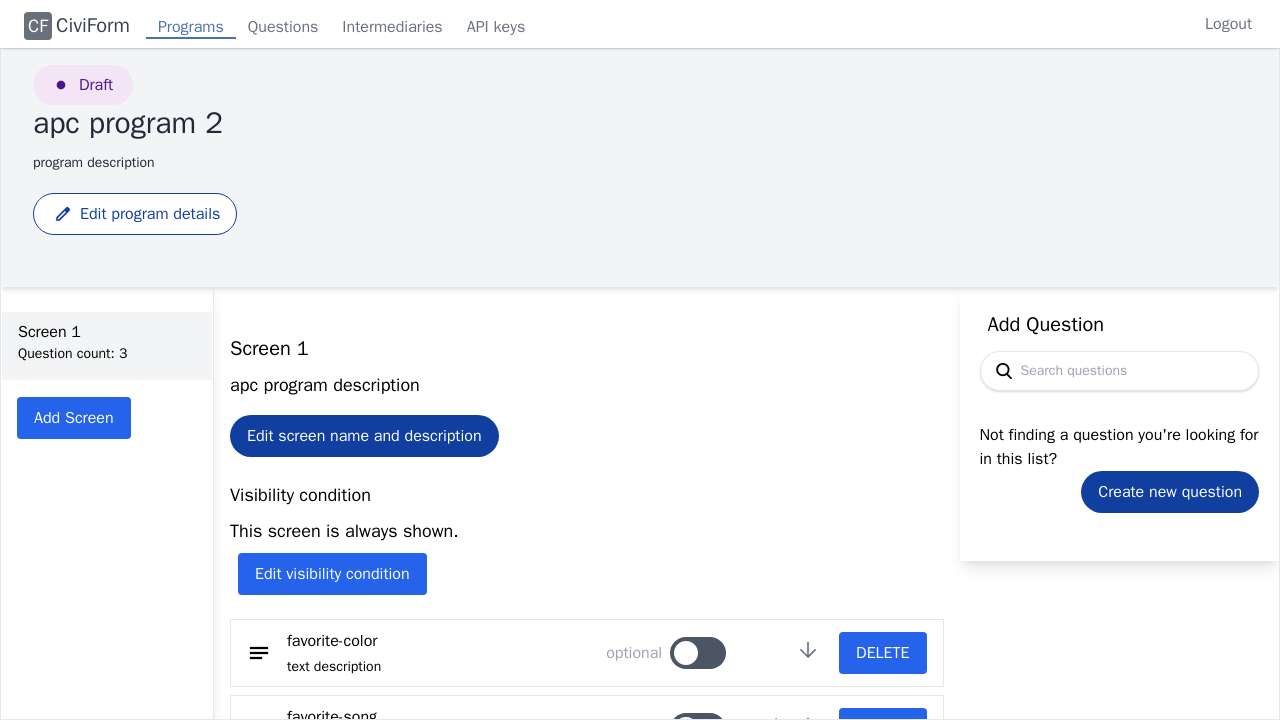 CF CiviForm Programs Questions Intermediaries API keys Logout
Draft
apc program 2
program description
Edit program details
Screen 1
Question count: 3
Add Screen
Screen 1
apc program description
Edit screen name and description
Visibility condition
This screen is always shown.
Edit visibility condition
favorite-color
text description
optional
DELETE
favorite-song
Add Question
Search questions
Not finding a question you're looking for
in this list?
Create new question